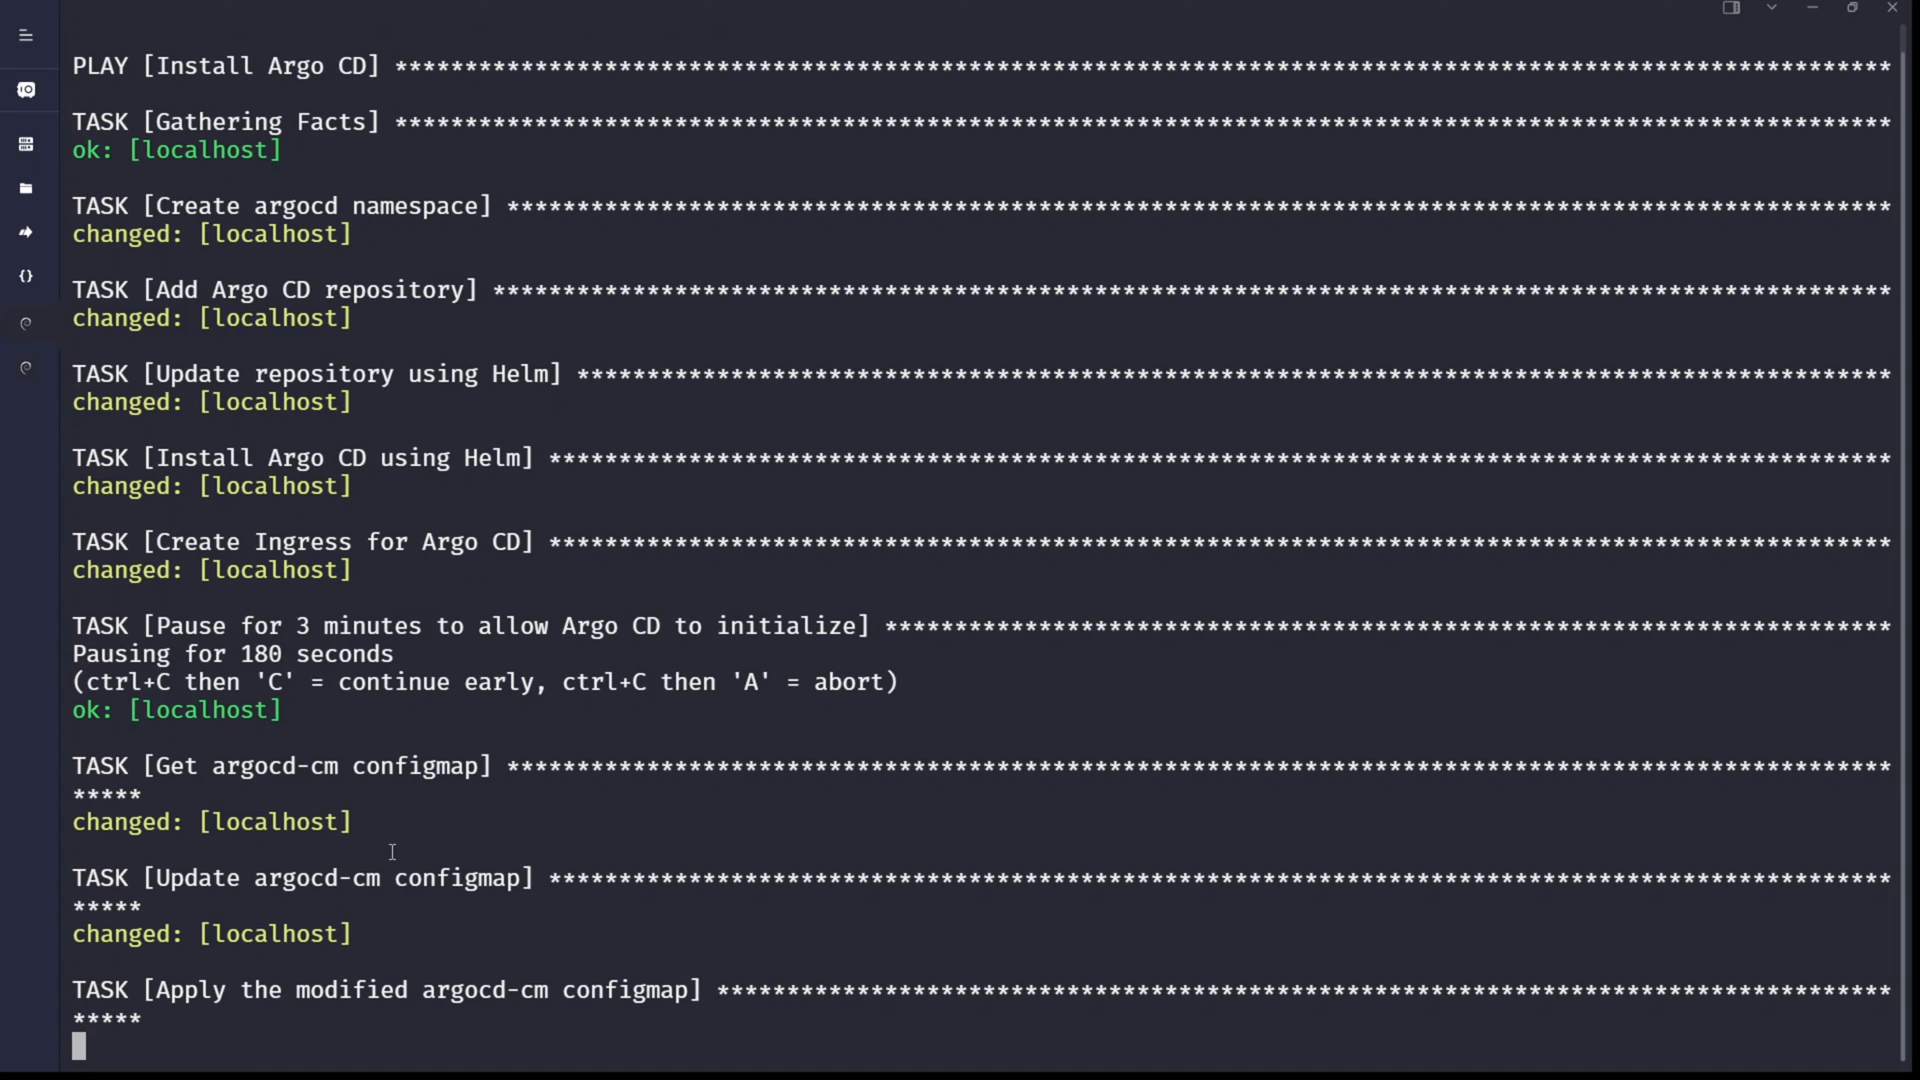 PLAY [Install Argo CD] ***********************************************************************************************************
TASK [Gathering Facts] ***********************************************************************************************************
ok: [localhost]
TASK [Create argocd namespace] ***************************************************************************************************
changed: [localhost]
TASK [Add Argo CD repository] ****************************************************************************************************
changed: [localhost]
TASK [Update repository using Helm] **********************************************************************************************
changed: [localhost]
TASK [Install Argo CD using Helm] ************************************************************************************************
changed: [localhost]
TASK [Create Ingress for Argo CD] ************************************************************************************************
changed: [localhost]
TASK [Pause for 3 minutes to allow Argo CD to initialize] ************************************************************************
Pausing for 180 seconds
(ctrl+C then 'C' = continue early, ctrl+C then 'A' = abort)
ok: [localhost]
TASK [Get argocd-cm configmap] ***************************************************************************************************
*****
changed: [localhost]
TASK [Update argocd-cm configmap] ************************************************************************************************
*****
changed: [localhost]
TASK [Apply the modified argocd-cm configmap] ************************************************************************************
*****